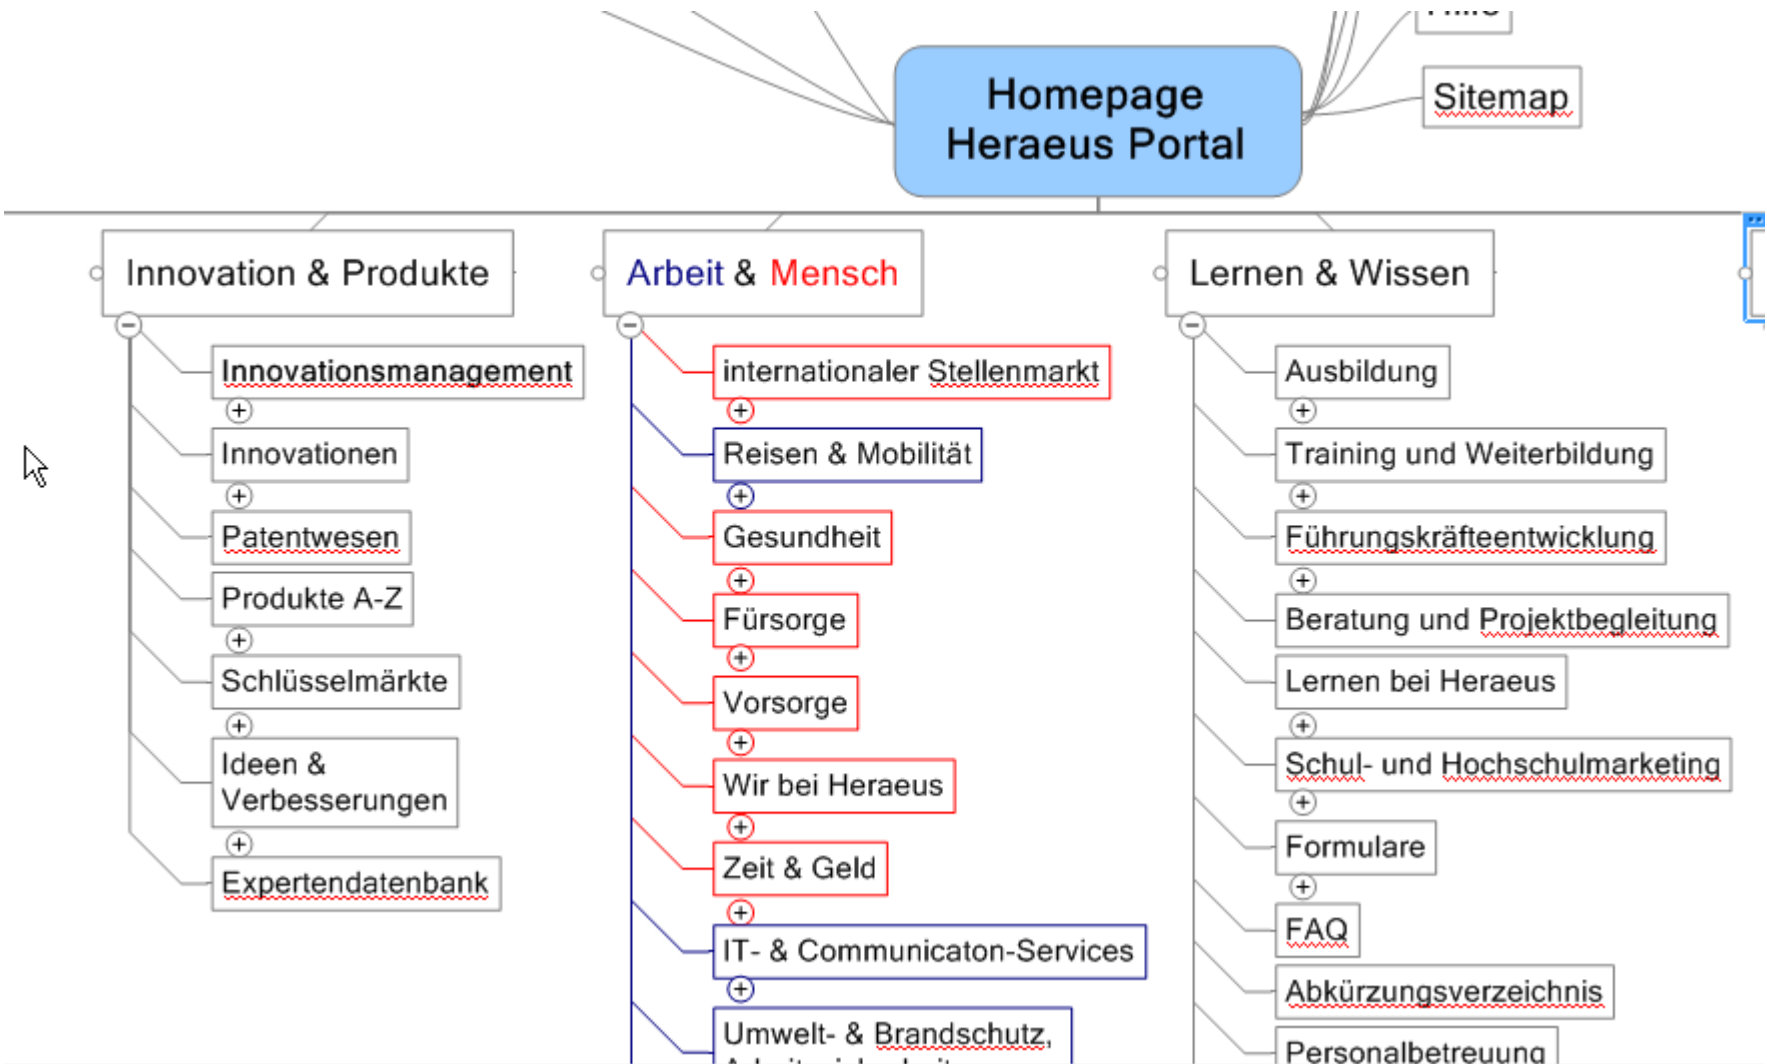 Sitemap
Homepage
Heraeus Portal
Innovation & Produkte
Innovationsmanagement
Innovationen
Patentwesen
Produkte A-Z
Schlüsselmärkte
Ideen &
Verbesserungen
Expertendatenbank
Arbeit & Mensch
internationaler Stellenmarkt
Reisen & Mobilität
Gesundheit
Fürsorge
Vorsorge
Wir bei Heraeus
Zeit & Geld
IT- & Communicaton-Services
Umwelt- & Brandschutz,
Lernen & Wissen
Ausbildung
Training und Weiterbildung
Führungskräfteentwicklung
Beratung und Projektbegleitung
Lernen bei Heraeus
Schul- und Hochschulmarketing
Formulare
FAQ
Abkürzungsverzeichnis
Personalbetreuung